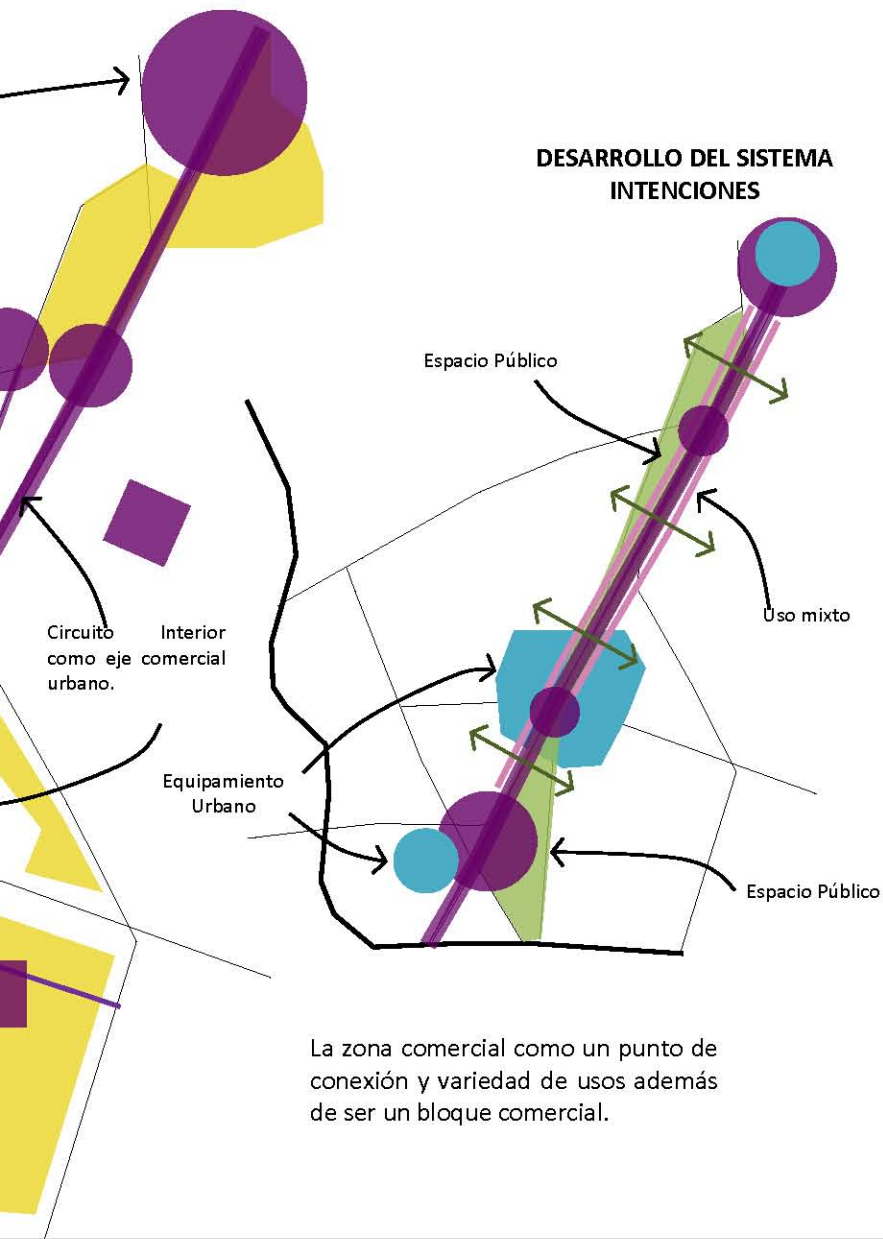 DESARROLLO DEL SISTEMA
INTENCIONES
Espacio Público
Uso mixto
Circuito Interior
como eje comercial
urbano.
Equipamiento
Urbano
Espacio Público
La zona comercial como un punto de
conexión y variedad de usos además
de ser un bloque comercial.